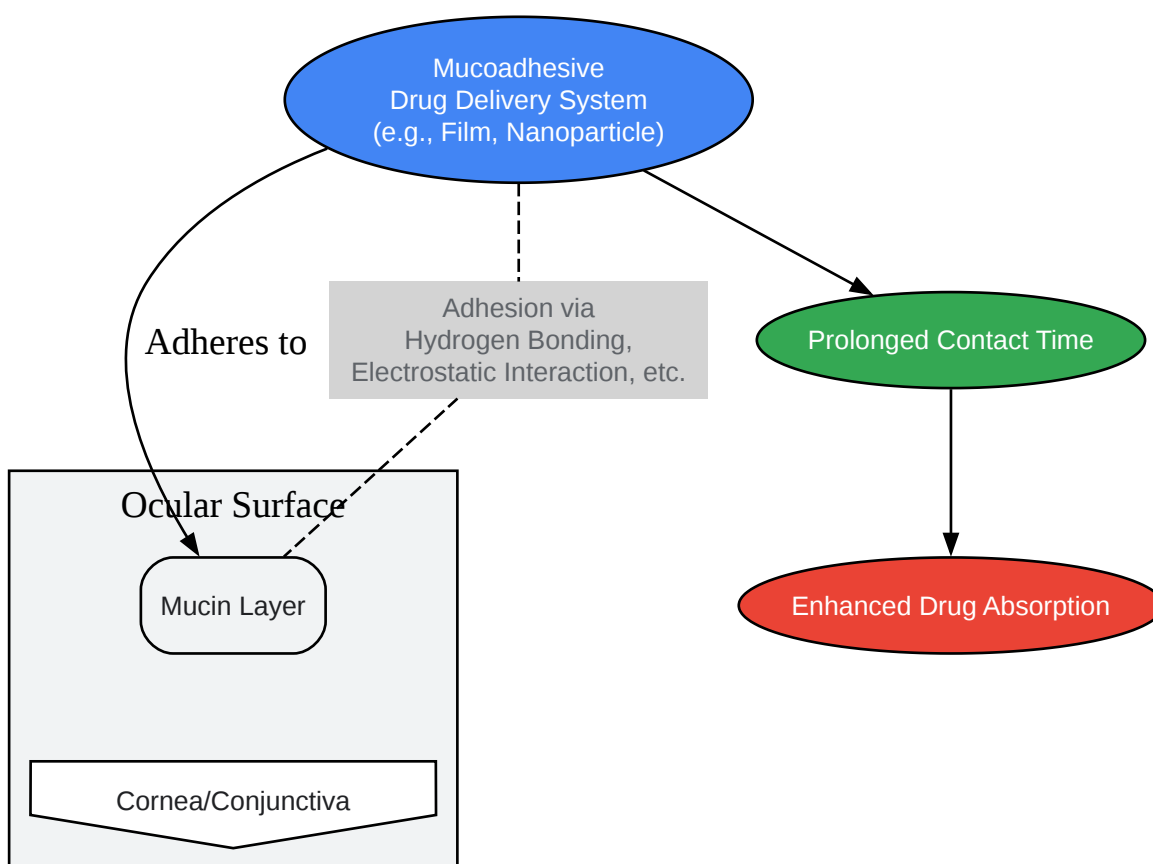 Mucoadhesive
Drug Delivery System
(e.g., Film, Nanoparticle)
Adheres to
Adhesion via
Hydrogen Bonding,
Electrostatic Interaction, etc.
Prolonged Contact Time
Ocular Surface
Mucin Layer
Enhanced Drug Absorption
Cornea/Conjunctiva